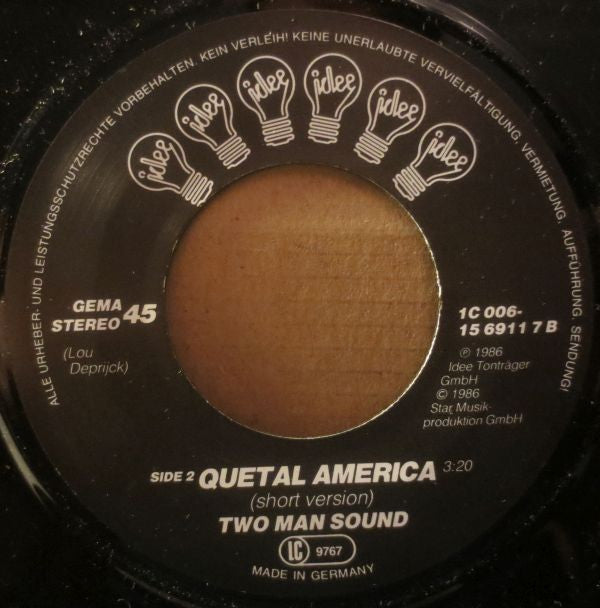 ALLE URHEBER- UND LEISTUNGSSCHUTZRECHTE VORBEHALTEN. KEIN VERLEIH! KEINE UNERLAUBTE VERVIELFÄLTIGUNG, VERMIETUNG, AUFFÜHRUNG, SENDUNG!
idee idee idee idee idee idee
GEMA
STEREO 45
(Lou
Deprijck)
1C 006-
15 6911 7 B
℗ 1986
Idee Tonträger
GmbH
© 1986
Star Musik-
produktion GmbH
SIDE 2 QUETAL AMERICA 3:20
(short version)
TWO MAN SOUND
LC 9767
MADE IN GERMANY